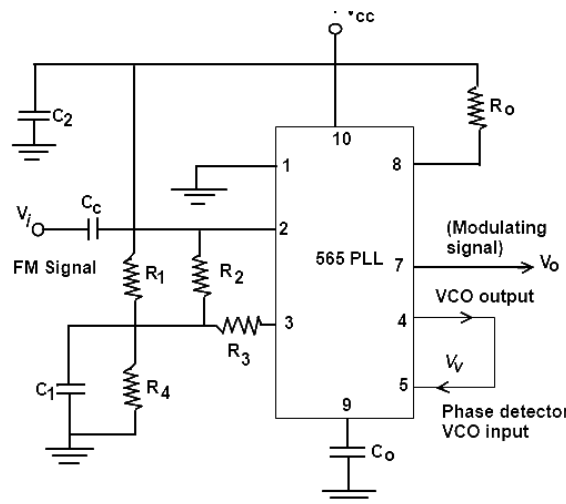 Vcc
C2
Ro
10
1
8
Cc
Vi
2
FM Signal
R1
R2
565 PLL
7
(Modulating
signal)
Vo
VCO output
4
3
R3
C1
R4
Vv
5
9
Phase detector
VCO input
Co